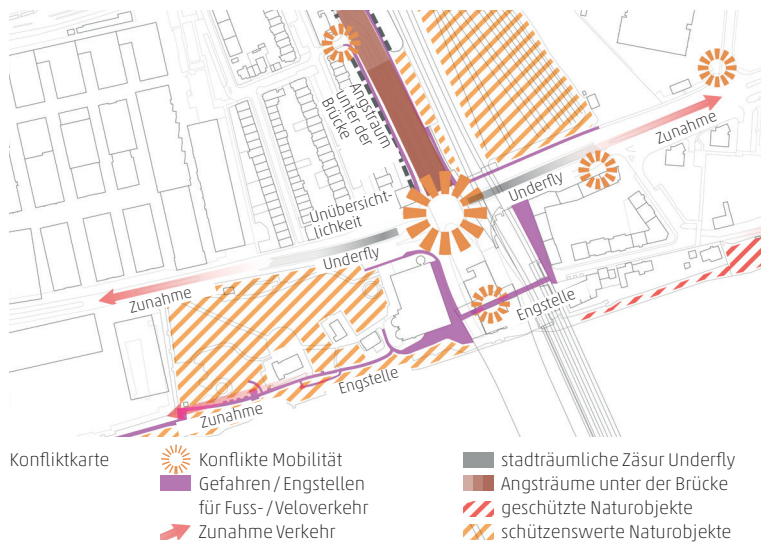 Angstraum
unter der
Brücke
Zunahme
Unübersicht-
lichkeit
Underfly
Underfly
Zunahme
Engstelle
Engstelle
Zunahme
Konfliktkarte
Konflikte Mobilität
Gefahren / Engstellen
für Fuss- / Veloverkehr
Zunahme Verkehr
stadträumliche Zäsur Underfly
Angsträume unter der Brücke
geschützte Naturobjekte
schützenswerte Naturobjekte